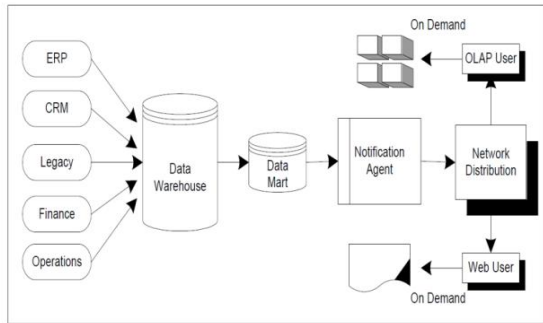 On Demand
ERP
OLAP User
CRM
Legacy
Data
Warehouse
Data
Mart
Notification
Agent
Network
Distribution
Finance
Operations
Web User
On Demand